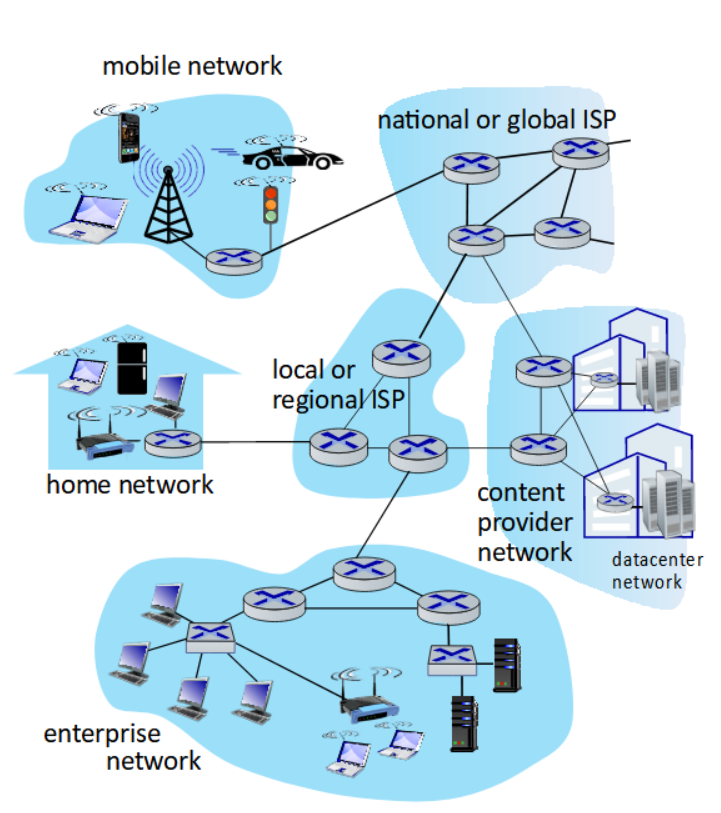 mobile network
national or global ISP
local or
regional ISP
home network
content
provider
network
datacenter
network
enterprise
network